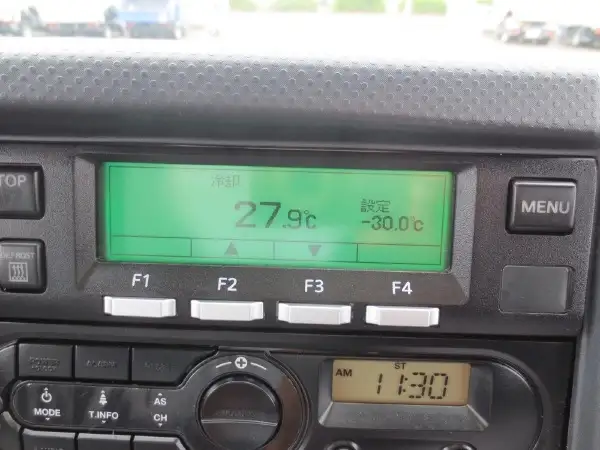 冷却
TOP
27.9℃
設定
-30.0℃
MENU
DEFROST
▲ ▼
F1 F2 F3 F4
AM ST 11:30
MODE T.INFO AS CH